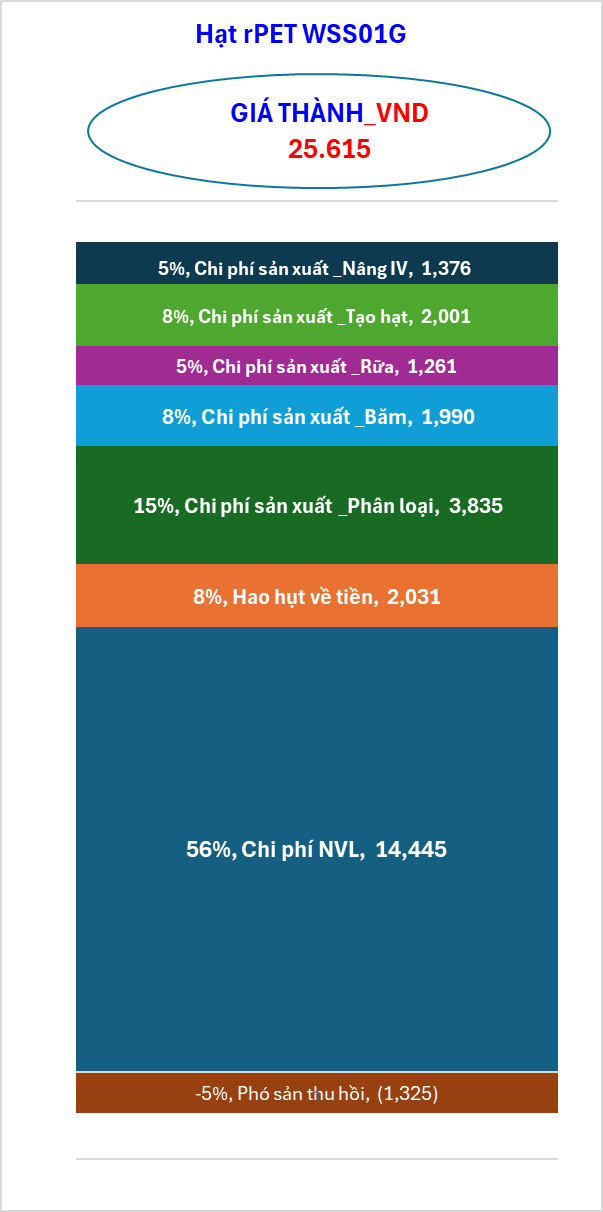 Hạt rPET WSS01G
GIÁ THÀNH_VND
25.615
5%, Chi phí sản xuất _Nâng IV, 1,376
8%, Chi phí sản xuất _Tạo hạt, 2,001
5%, Chi phí sản xuất _Rữa, 1,261
8%, Chi phí sản xuất _Băm, 1,990
15%, Chi phí sản xuất _Phân loại, 3,835
8%, Hao hụt về tiền, 2,031
56%, Chi phí NVL, 14,445
-5%, Phó sản thu hồi, (1,325)